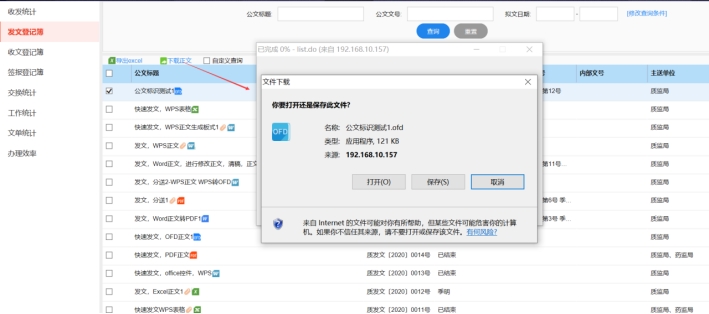 收发统计
发文登记簿
收文登记簿
签报登记簿
交换统计
工作统计
文单统计
办理效率
公文标题:
公文文号:
拟文日期:
-
[修改查询条件]
查询
重置
导出excel
下载正文
自定义查询
公文标题
内部文号
主送单位
公文标识测试1
第12号
质监局
快速发文，WPS表格
质监局
快速发文，WPS正文生成板式1
质监局
发文，WPS正文
质监局
发文，Word正文，进行修改正文，清稿，正文
质监局
发文，分送2-WPS正文 WPS转OFD
质监局
发文，分送1
第6号 季...
质监局
发文，Word正文转PDF1
第3号 季...
质监局
快速发文，OFD正文1
质监局
快速发文，PDF正文
质发文〔2020〕0014号
已结束
质监局、药监局
快速发文，office控件，WPS
质发文〔2020〕0013号
已结束
质监局
发文，Excel正文1
质发文〔2020〕0012号
季明
质监局
快速发文WPS表格
质发文〔2020〕0011号
已结束
质监局、药监局
已完成 0% - list.do (来自 192.168.10.157)
文件下载
你要打开还是保存此文件?
OFD
名称: 公文标识测试1.ofd
类型: 应用程序, 121 KB
来源: 192.168.10.157
打开(O)
保存(S)
取消
来自 Internet 的文件可能对你有所帮助，但某些文件可能危害你的计算
机。如果你不信任其来源，请不要打开或保存该文件。有何风险?